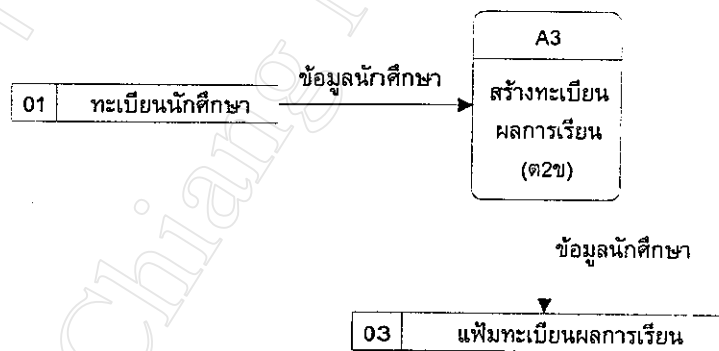 A3
ข้อมูลนักศึกษา
01 ทะเบียนนักศึกษา
สร้างทะเบียน
ผลการเรียน
(ต2ข)
ข้อมูลนักศึกษา
03 แฟ้มทะเบียนผลการเรียน
Chiang